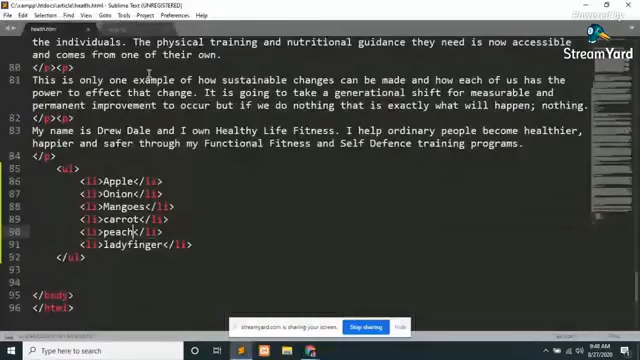 C:\xampp\htdocs\article\health.html - Sublime Text (UNREGISTERED)
File Edit Selection Find View Goto Tools Project Preferences Help
Powered by
StreamYard
health.html
the individuals. The physical training and nutritional guidance they need is now accessible
and comes from one of their own.
80 </p><p>
81 This is only one example of how sustainable changes can be made and how each of us has the
power to effect that change. It is going to take a generational shift for measurable and
permanent improvement to occur but if we do nothing that is exactly what will happen; nothing.
82 </p><p>
83 My name is Drew Dale and I own Healthy Life Fitness. I help ordinary people become healthier,
happier and safer through my Functional Fitness and Self Defence training programs.
84 </p>
85 <ul>
86 <li>Apple</li>
87 <li>Onion</li>
88 <li>Mangoes</li>
89 <li>carrot</li>
90 <li>peach</li>
91 <li>ladyfinger</li>
92 </ul>
95 </body>
96 </html>
streamyard.com is sharing your screen.
Stop sharing
Hide
Type here to search
9:48 AM
8/27/2020